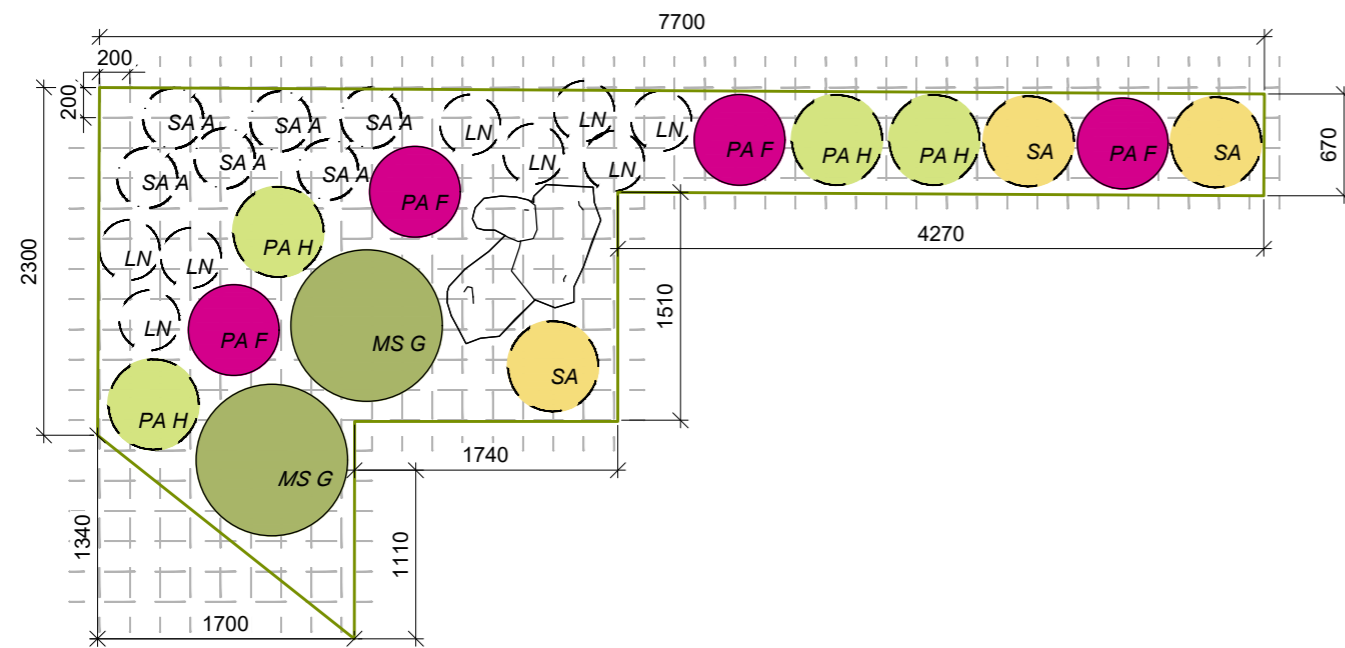 7700
200
200
SA A
SA A
SA A
LN
LN
LN
PA F
PA H
PA H
SA
PA F
SA
670
SA A
SA A
SA A
LN
LN
PA F
2300
PA H
4270
LN
LN
1510
LN
PA F
MS G
SA
PA H
1740
MS G
1340
1110
1700